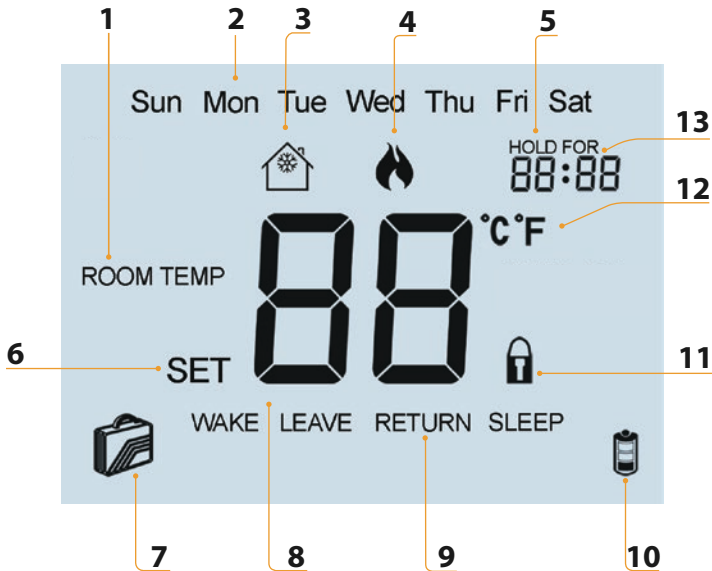 1 2 3 4 5
13
Sun Mon Tue Wed Thu Fri Sat
HOLD FOR
88:88
12
88 °C °F
ROOM TEMP
6 SET 11
WAKE LEAVE RETURN SLEEP
7 8 9 10